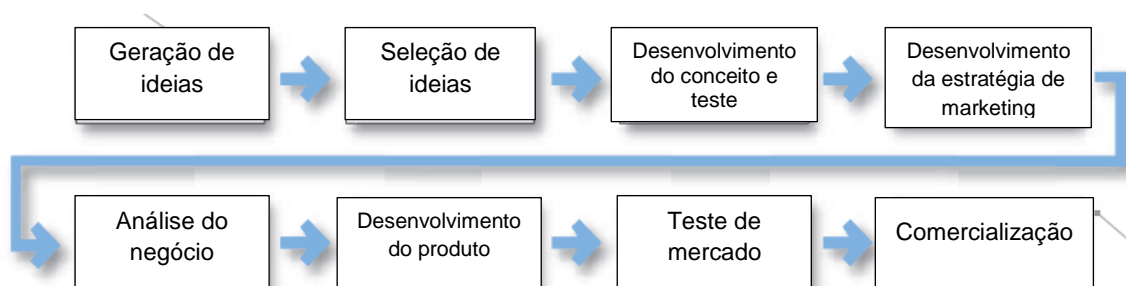 Geração de
ideias
Seleção de
ideias
Desenvolvimento
do conceito e
teste
Desenvolvimento
da estratégia de
marketing
Análise do
negócio
Desenvolvimento
do produto
Teste de
mercado
Comercialização